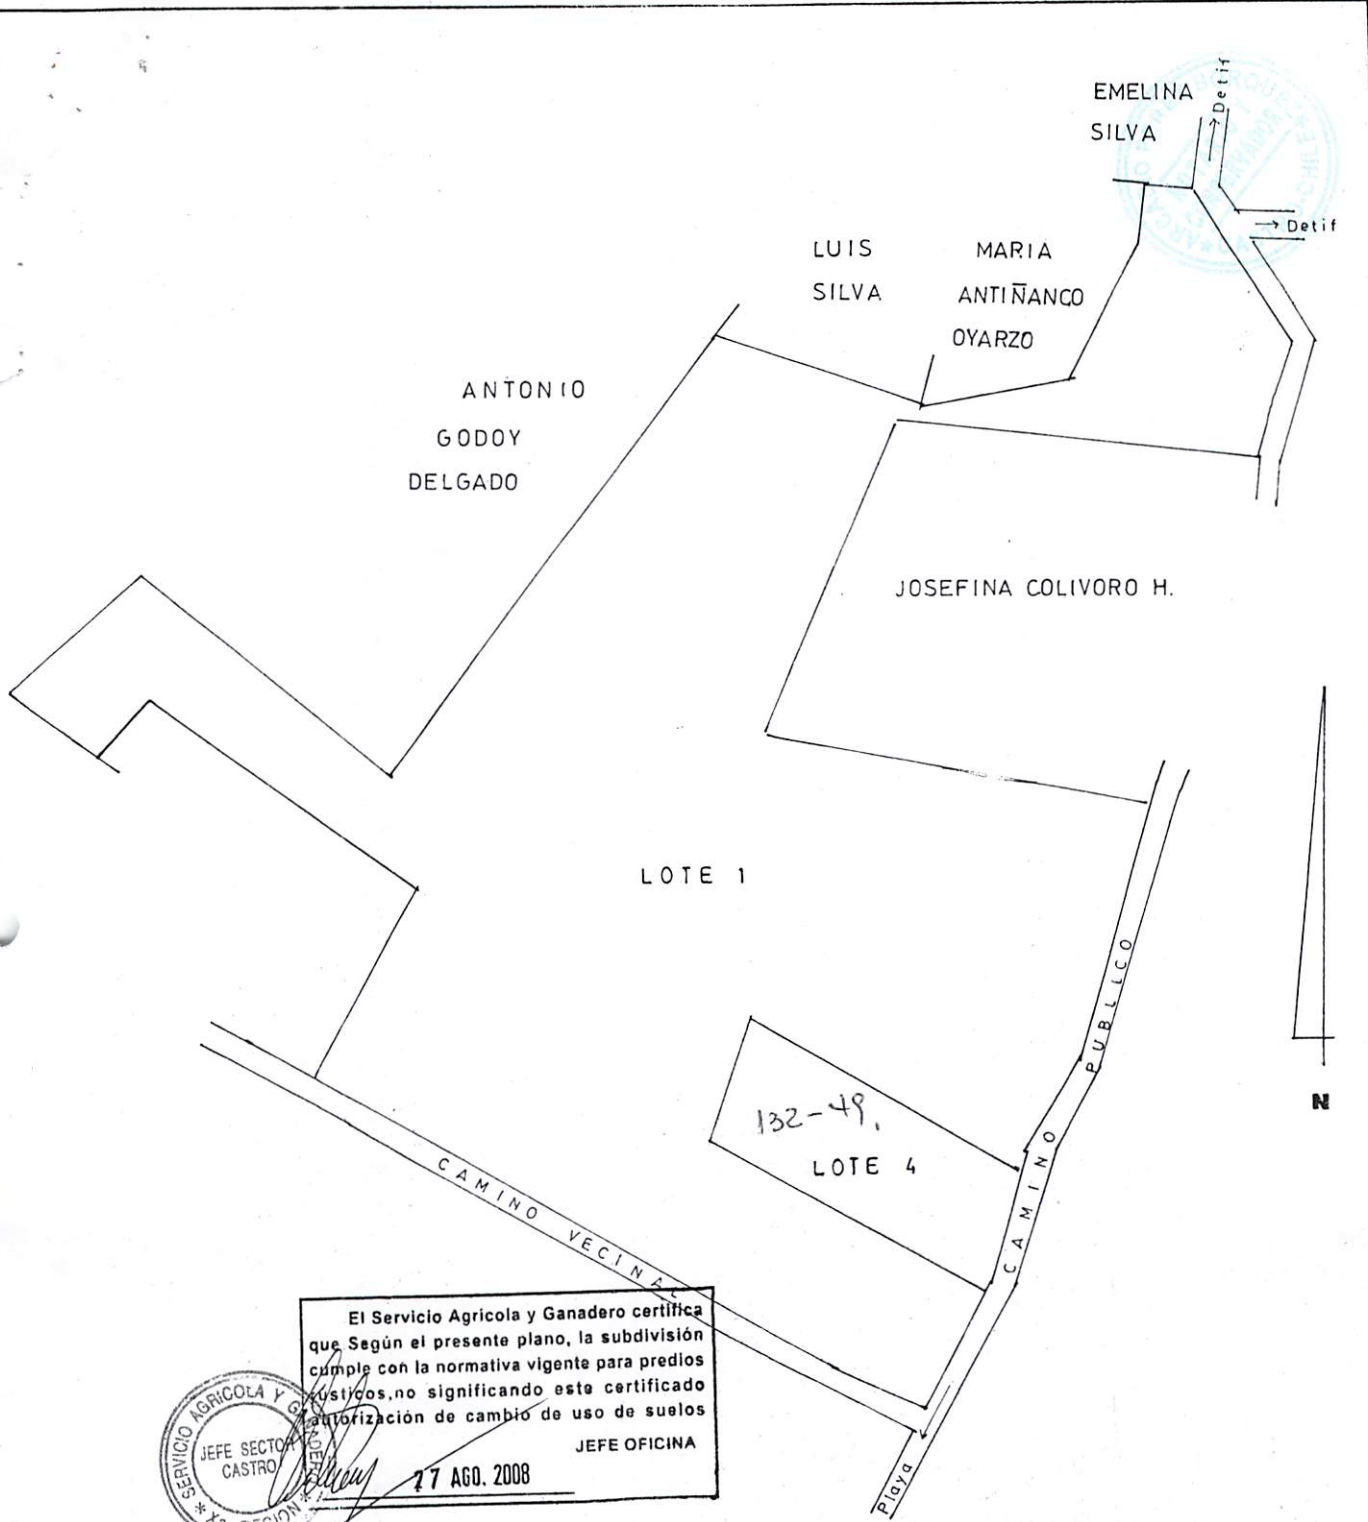 EMELINA
SILVA
Detif
Detif
LUIS
SILVA
MARIA
ANTIÑANCO
OYARZO
ANTONIO
GODOY
DELGADO
JOSEFINA COLIVORO H.
LOTE 1
CAMINO PUBLICO
N
132-49.
LOTE 4
CAMINO VECINAL
El Servicio Agrícola y Ganadero certifica
que Según el presente plano, la subdivisión
cumple con la normativa vigente para predios
rústicos, no significando este certificado
autorización de cambio de uso de suelos
JEFE OFICINA
27 AGO. 2008
SERVICIO AGRICOLA Y GANADERO
JEFE SECTOR
CASTRO
Playa